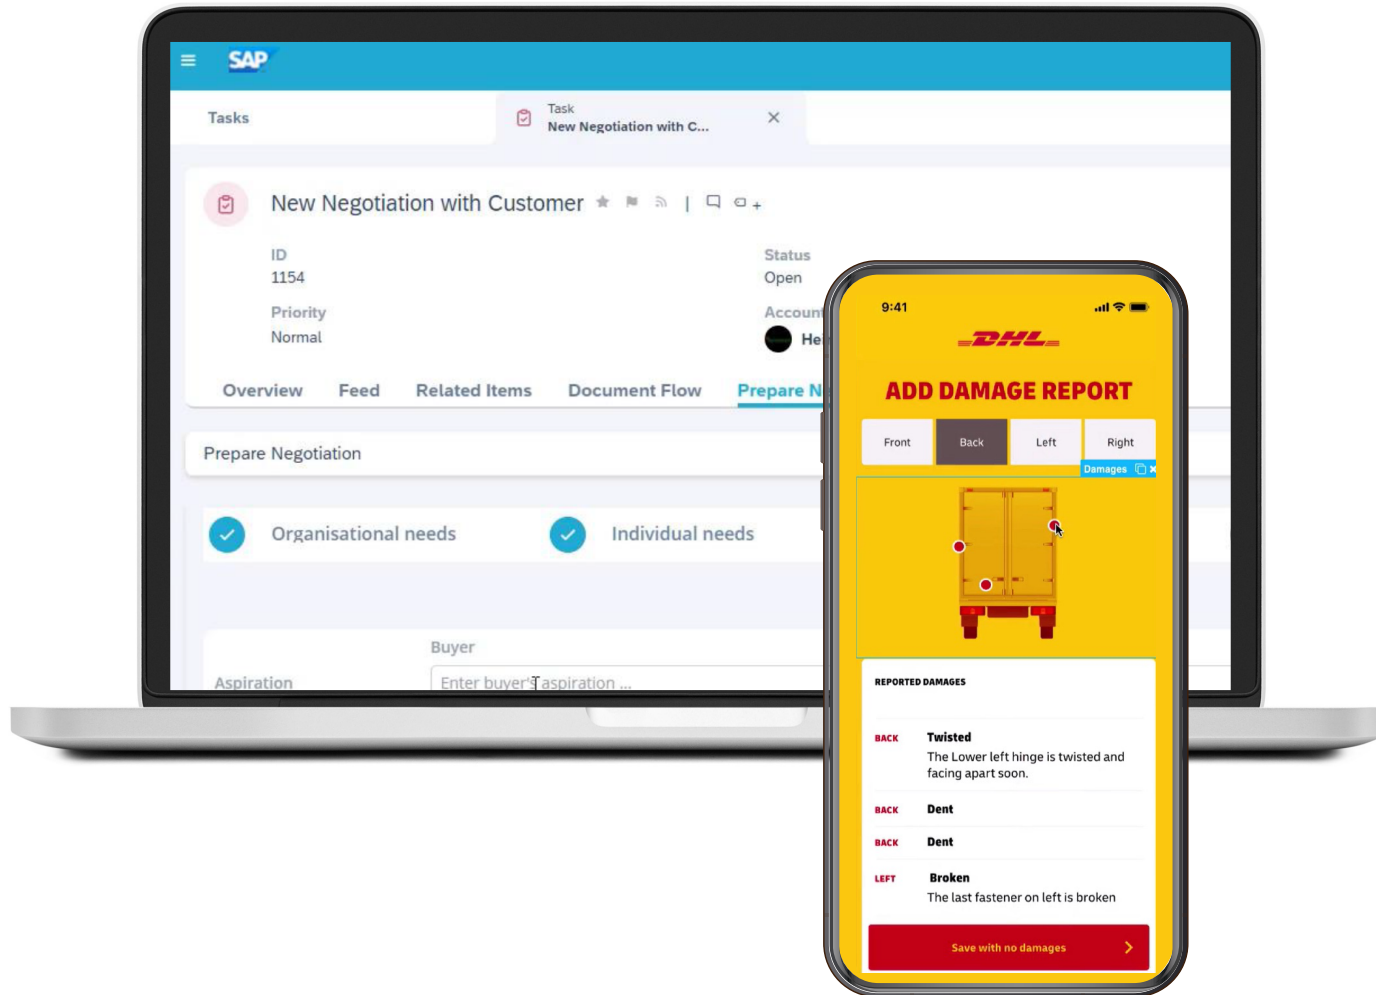 SAP
Tasks
Task
New Negotiation with C...
New Negotiation with Customer
ID
1154
Status
Open
Priority
Normal
Account
Hei
Overview Feed Related Items Document Flow Prepare N
Prepare Negotiation
Organisational needs
Individual needs
Buyer
Aspiration
Enter buyer's aspiration ...
9:41
DHL
ADD DAMAGE REPORT
Front Back Left Right
Damages
REPORTED DAMAGES
BACK Twisted
The Lower left hinge is twisted and
facing apart soon.
BACK Dent
BACK Dent
LEFT Broken
The last fastener on left is broken
Save with no damages